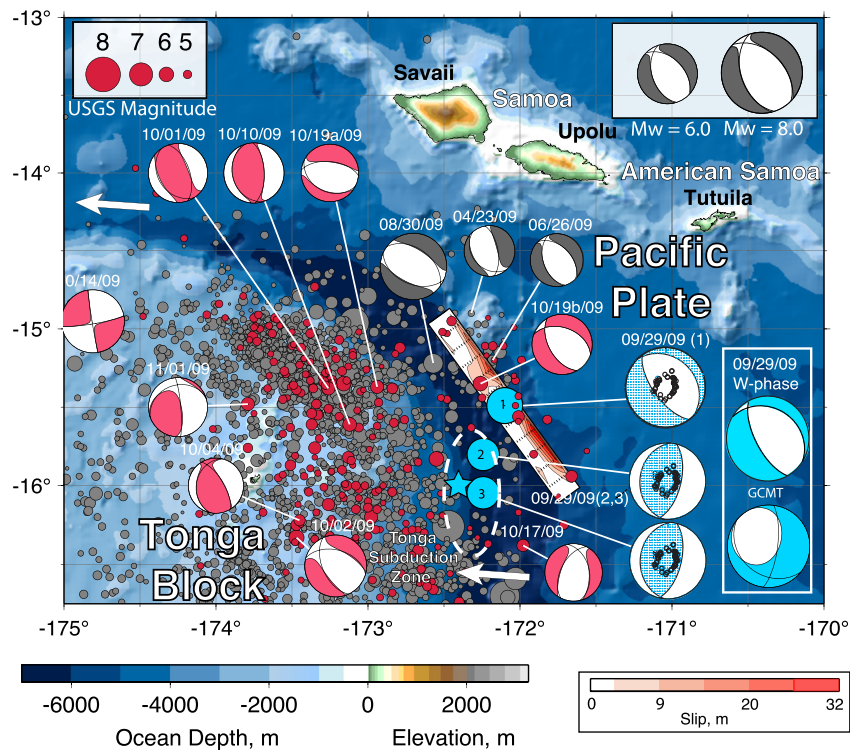 -13°
-14°
-15°
-16°
8 7 6 5
USGS Magnitude
Savaii
Samoa
Upolu
American Samoa
Tutuila
Mw = 6.0 Mw = 8.0
10/01/09 10/10/09 10/19a/09
08/30/09 04/23/09 06/26/09
Pacific
Plate
0/14/09
10/19b/09
09/29/09 (1)
09/29/09
W-phase
GCMT
11/01/09
1
2
3
10/04/09
09/29/09(2,3)
10/02/09
10/17/09
Tonga
Block
Tonga
Subduction
Zone
-175° -174° -173° -172° -171° -170°
-6000 -4000 -2000 0 2000
Ocean Depth, m Elevation, m
0 9 20 32
Slip, m